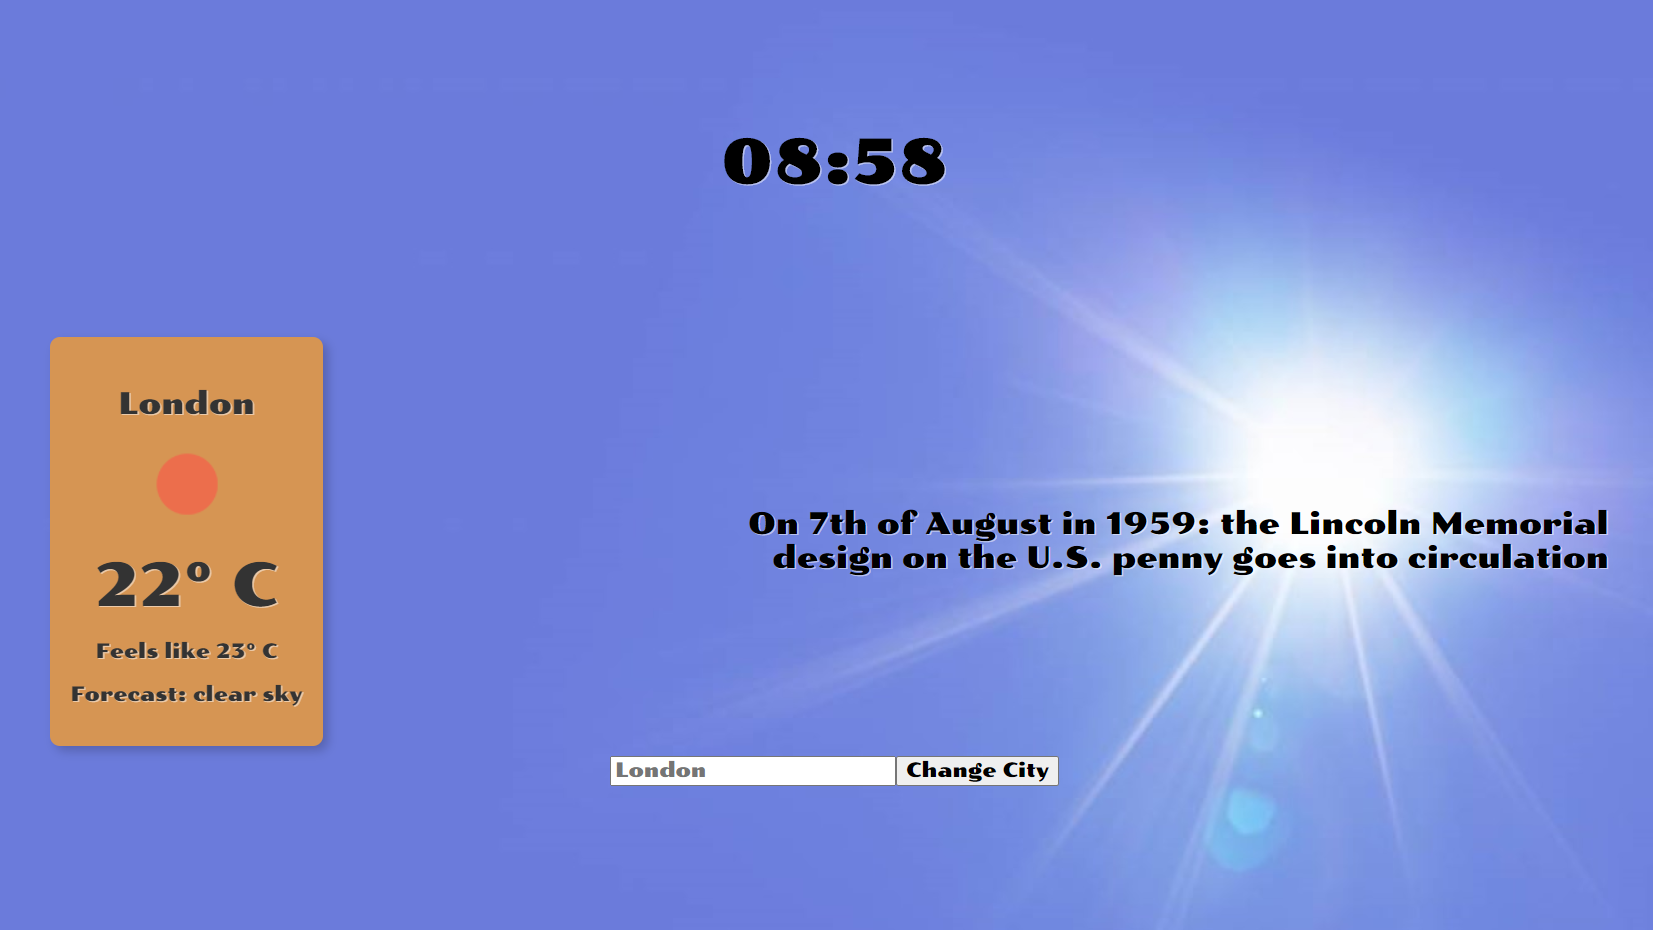 08:58
London
22° C
Feels like 23° C
Forecast: clear sky
On 7th of August in 1959: the Lincoln Memorial
design on the U.S. penny goes into circulation
London
Change City